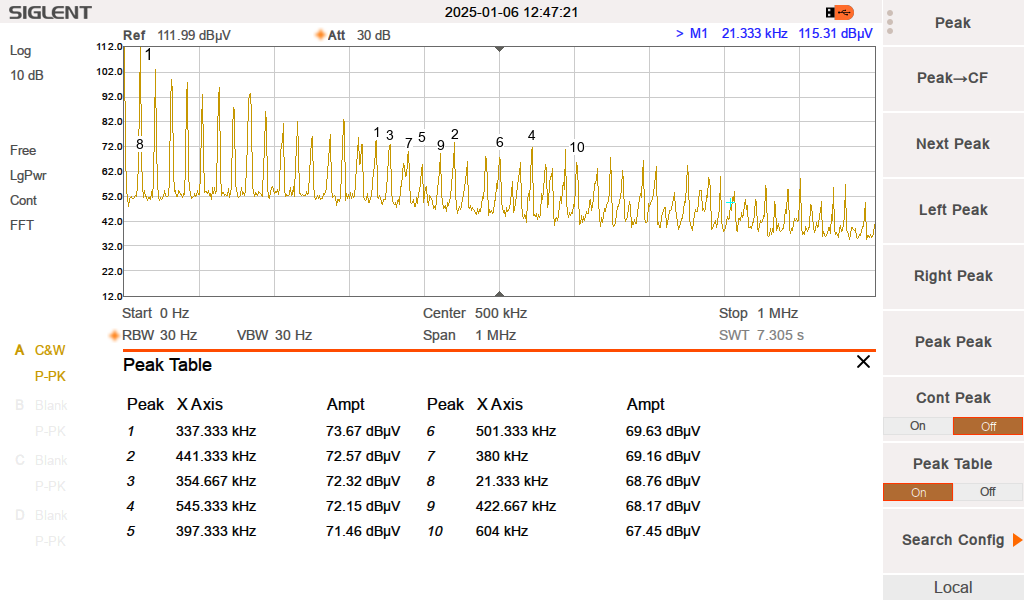 SIGLENT 2025-01-06 12:47:21
Ref 111.99 dBµV Att 30 dB > M1 21.333 kHz 115.31 dBµV
Log
10 dB
Free
LgPwr
Cont
FFT
112.0
102.0
92.0
82.0
72.0
62.0
52.0
42.0
32.0
22.0
12.0
1
8 1 3 7 5 9 2 6 4 10
Start 0 Hz Center 500 kHz Stop 1 MHz
RBW 30 Hz VBW 30 Hz Span 1 MHz SWT 7.305 s
A C&W
P-PK
B Blank
P-PK
C Blank
P-PK
D Blank
P-PK
Peak Table
Peak X Axis Ampt Peak X Axis Ampt
1 337.333 kHz 73.67 dBµV 6 501.333 kHz 69.63 dBµV
2 441.333 kHz 72.57 dBµV 7 380 kHz 69.16 dBµV
3 354.667 kHz 72.32 dBµV 8 21.333 kHz 68.76 dBµV
4 545.333 kHz 72.15 dBµV 9 422.667 kHz 68.17 dBµV
5 397.333 kHz 71.46 dBµV 10 604 kHz 67.45 dBµV
Peak
Peak→CF
Next Peak
Left Peak
Right Peak
Peak Peak
Cont Peak
On Off
Peak Table
On Off
Search Config
Local